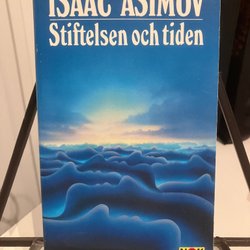 ISAAC ASIMOV
Stiftelsen och tiden